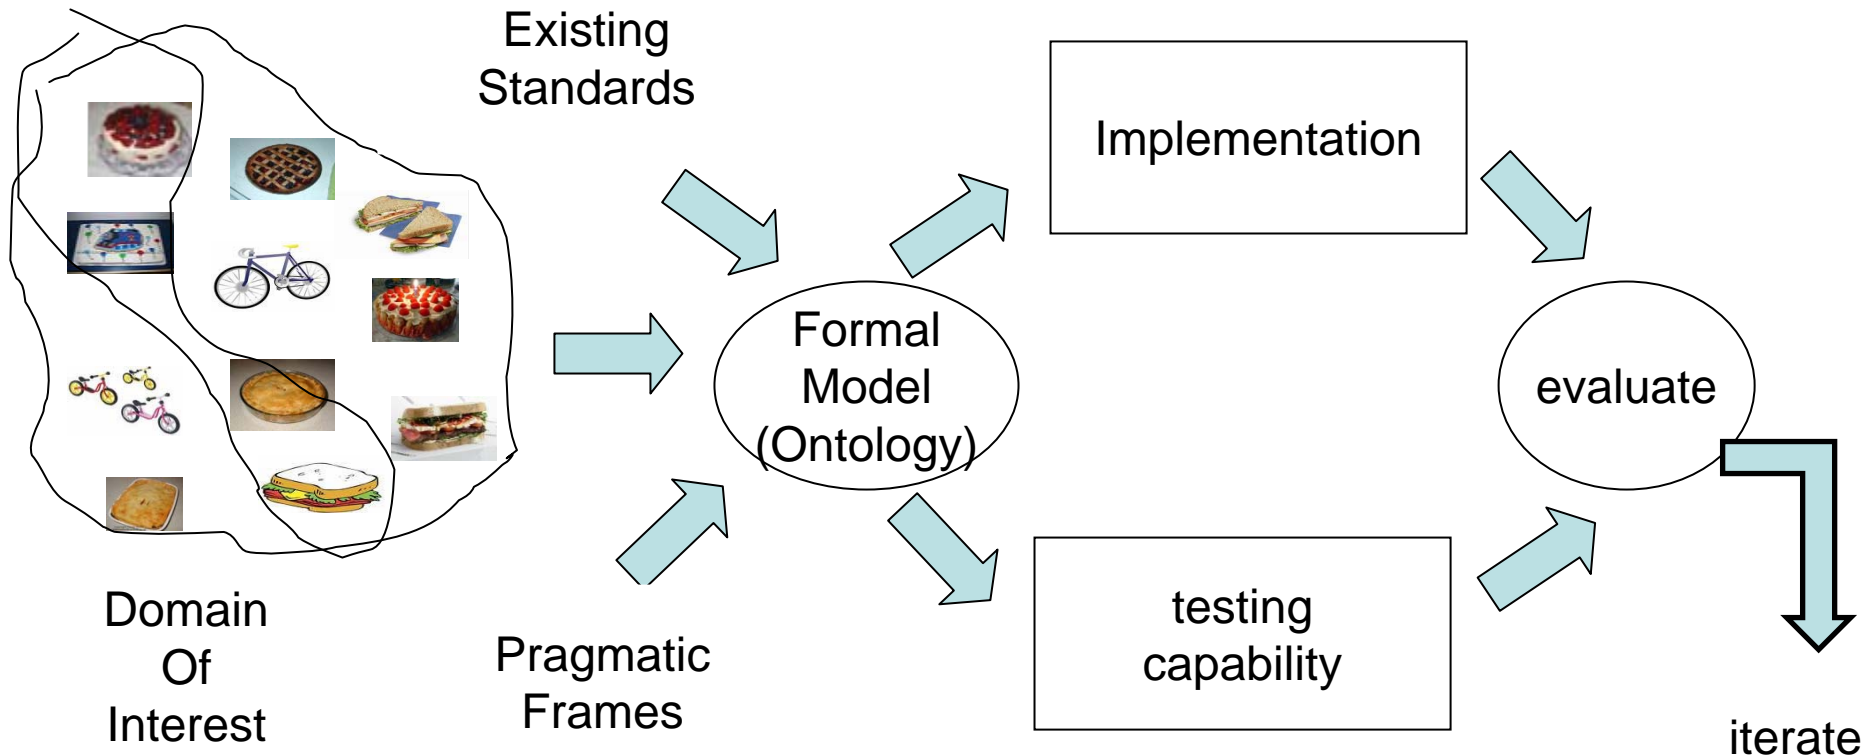 Existing
Standards
Implementation
Formal
Model
(Ontology)
evaluate
Domain
Of
Interest
Pragmatic
Frames
testing
capability
iterate